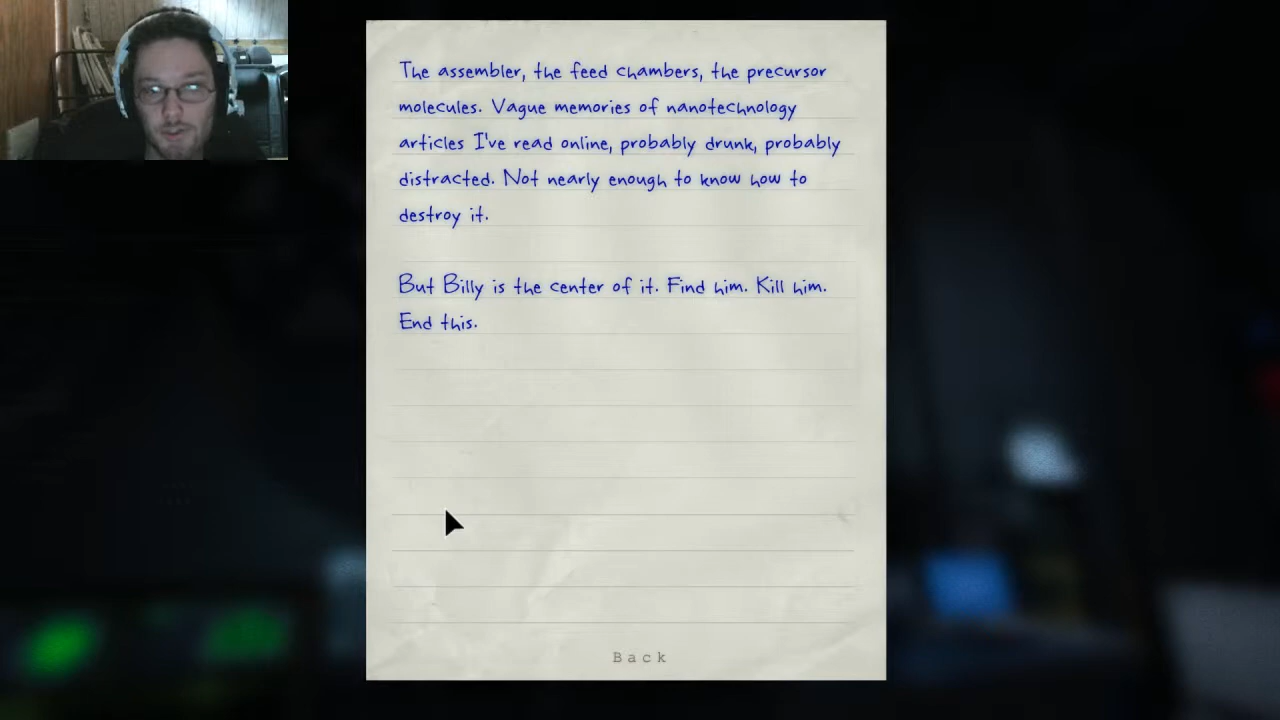 The assembler, the feed chambers, the precursor
molecules. Vague memories of nanotechnology
articles I've read online, probably drunk, probably
distracted. Not nearly enough to know how to
destroy it.
But Billy is the center of it. Find him. Kill him.
End this.
Back